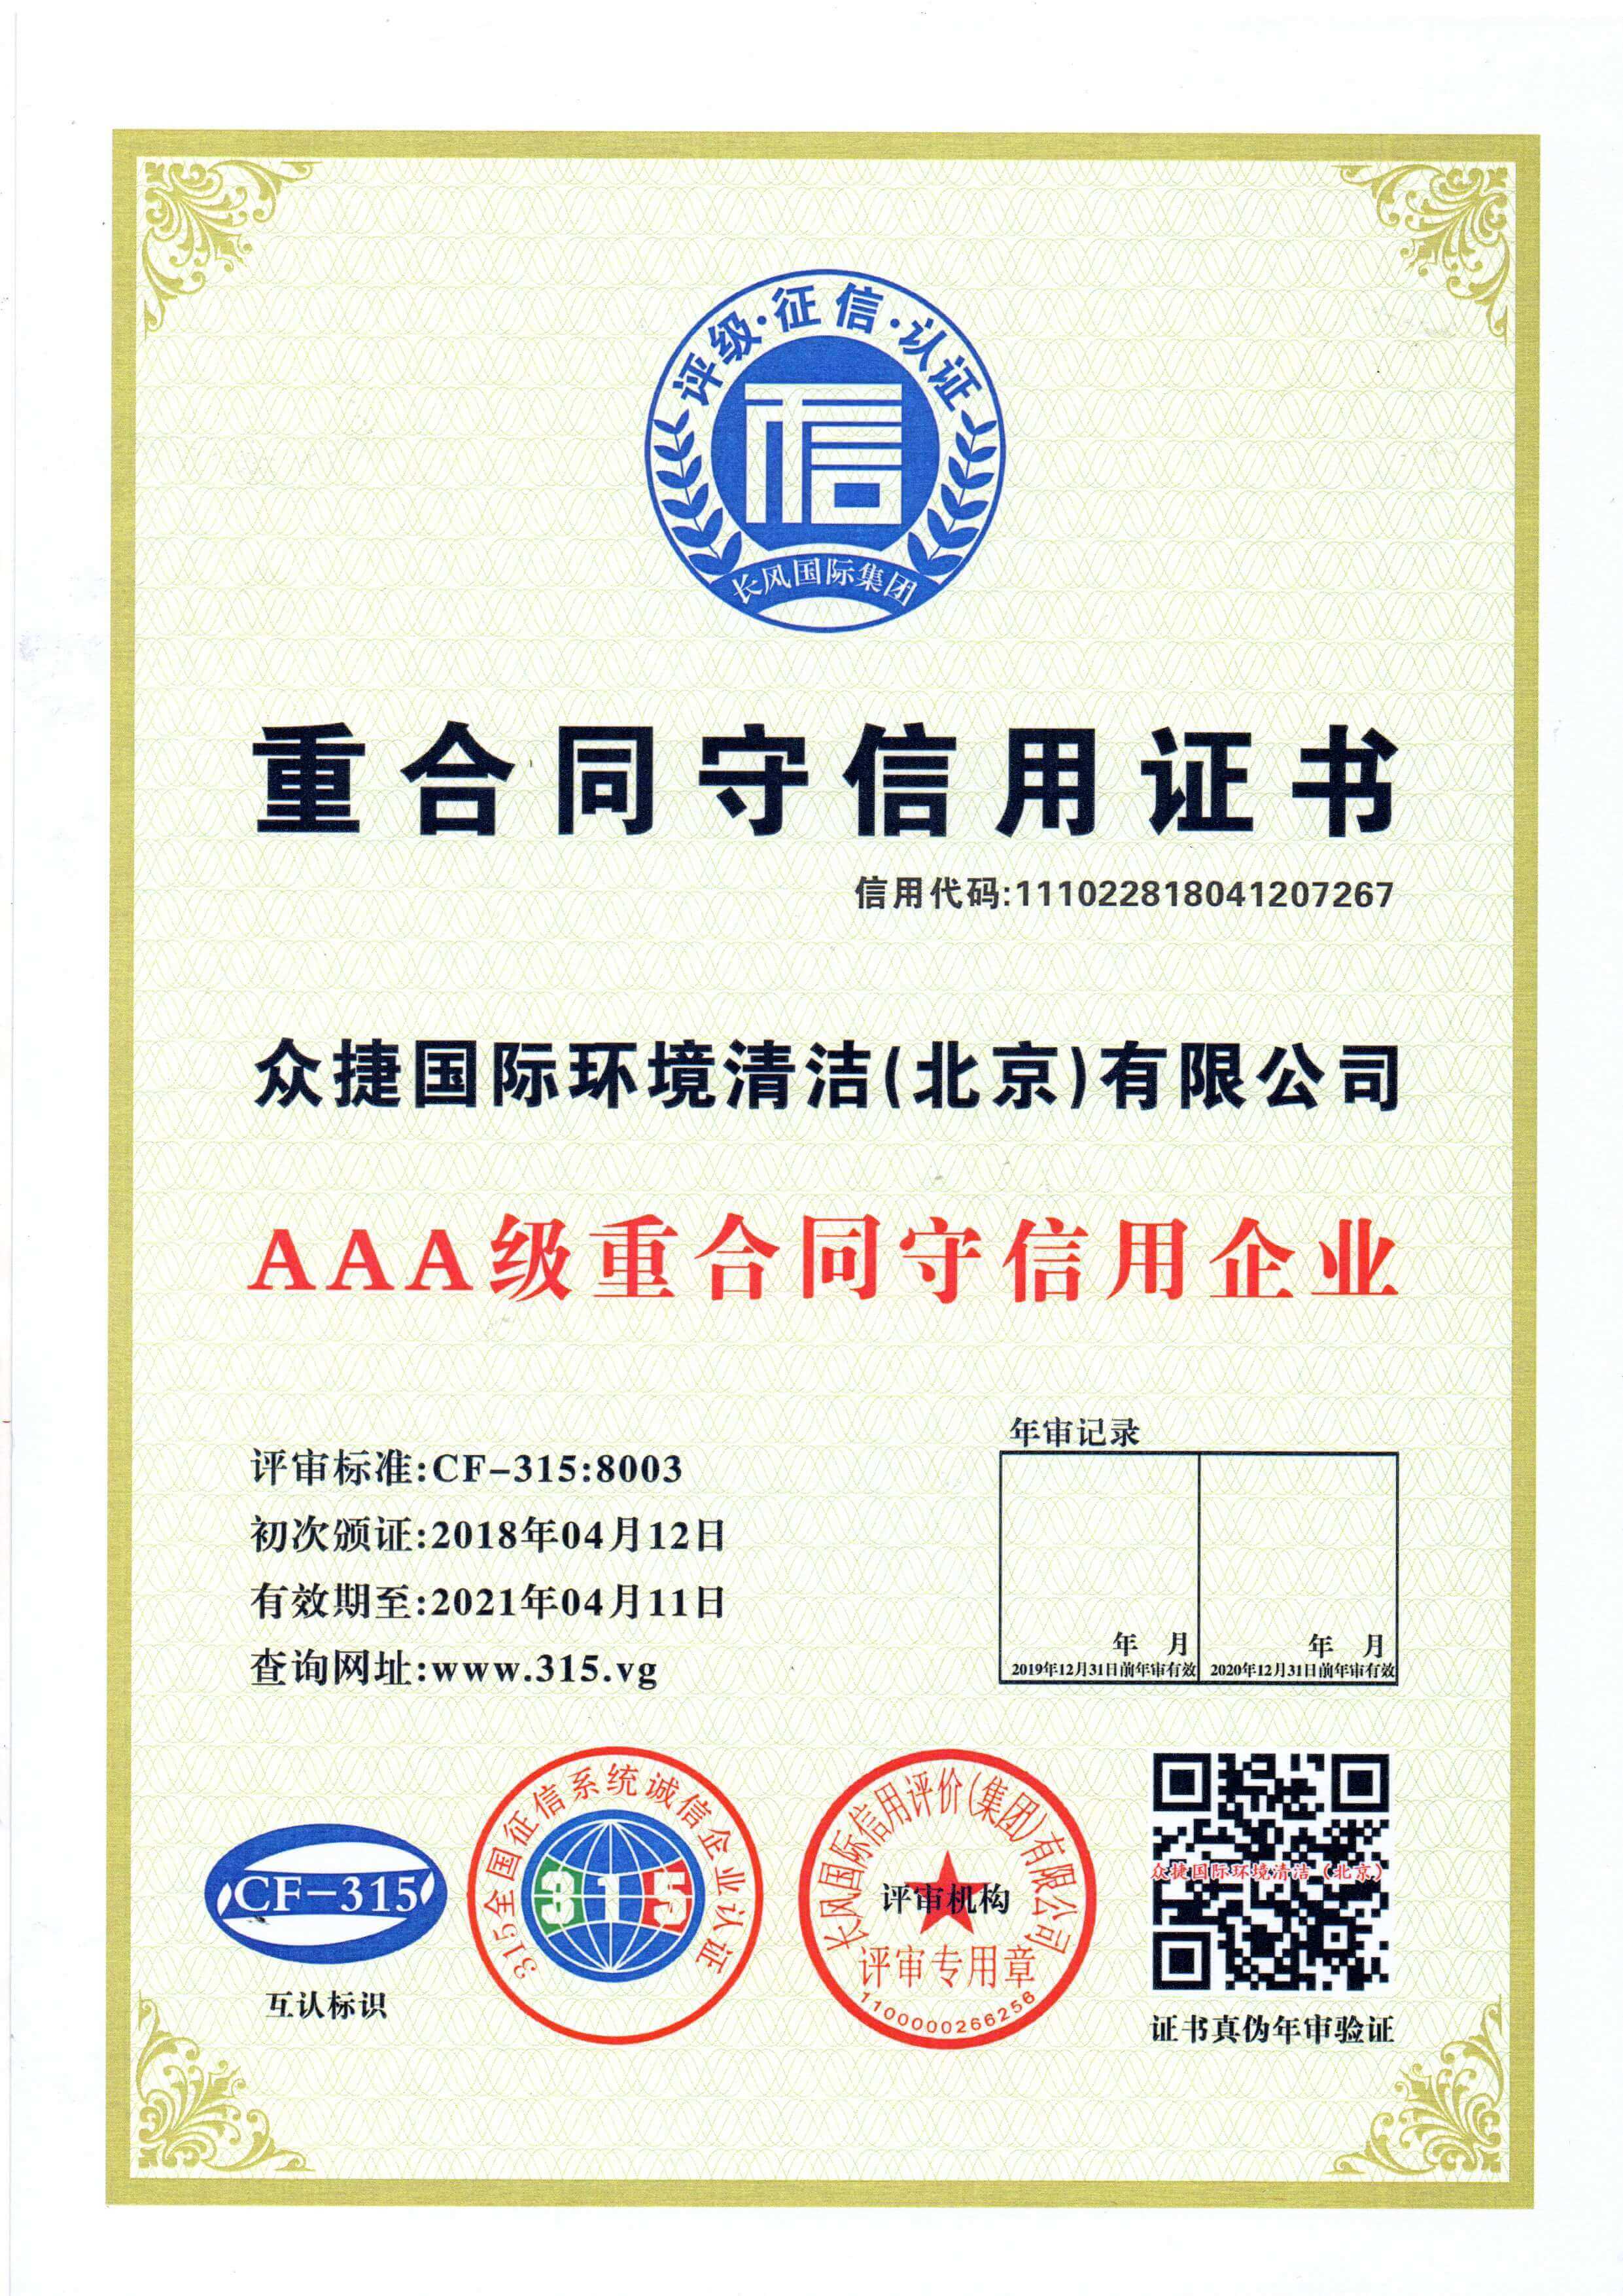 评级·征信·认证
信
长风国际集团
重合同守信用证书
信用代码:111022818041207267
众捷国际环境清洁(北京)有限公司
AAA级重合同守信用企业
评审标准:CF-315:8003
初次颁证:2018年04月12日
有效期至:2021年04月11日
查询网址:www.315.vg
年审记录
年 月
2019年12月31日前年审有效
年 月
2020年12月31日前年审有效
CF-315
互认标识
315全国征信系统诚信企业认证
315
长风国际信用评价(集团)有限公司
评审机构
评审专用章
1100000266256
众捷国际环境清洁(北京)
证书真伪年审验证